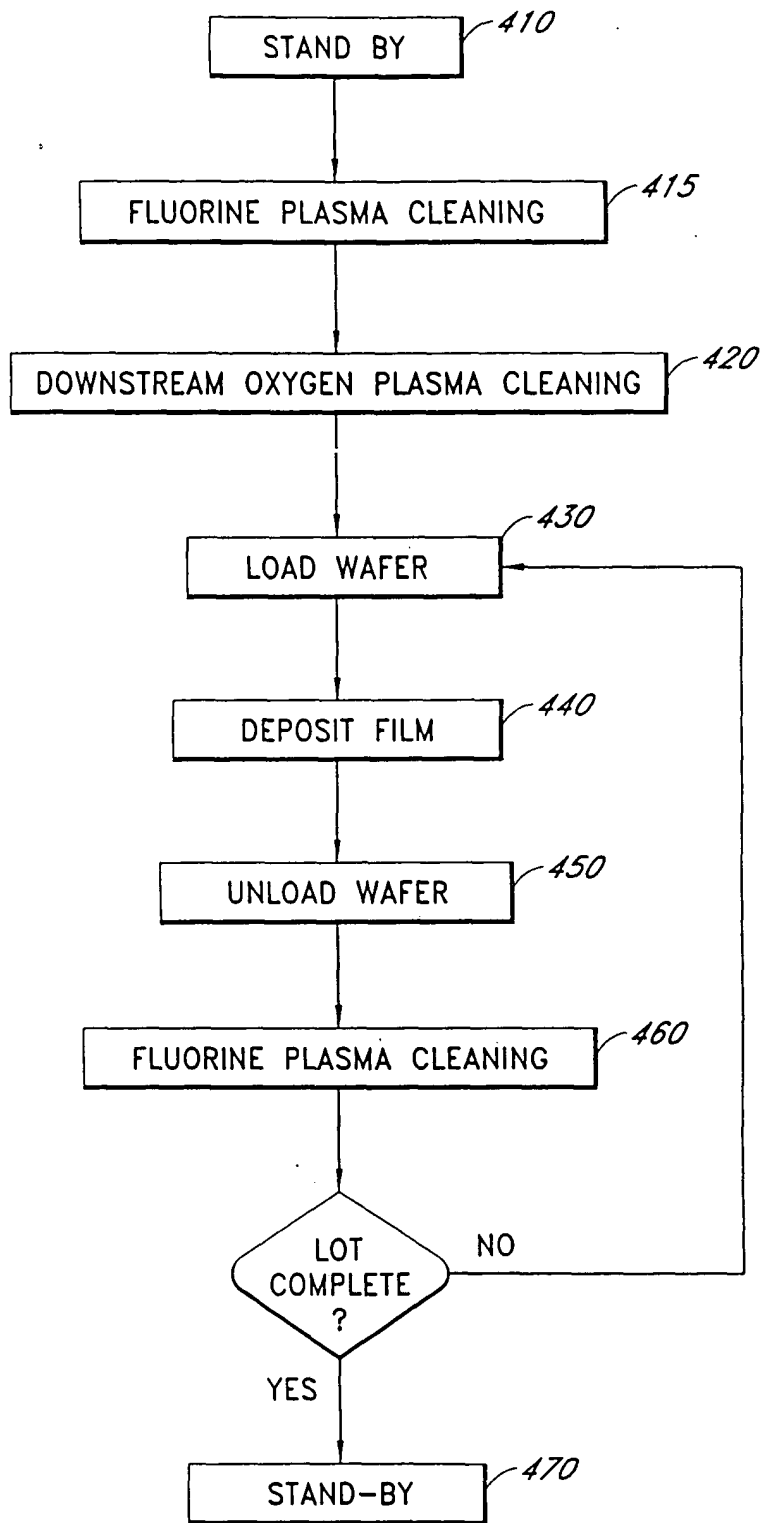 410
STAND BY
415
FLUORINE PLASMA CLEANING
420
DOWNSTREAM OXYGEN PLASMA CLEANING
430
LOAD WAFER
440
DEPOSIT FILM
450
UNLOAD WAFER
460
FLUORINE PLASMA CLEANING
LOT
COMPLETE
?
NO
YES
470
STAND-BY